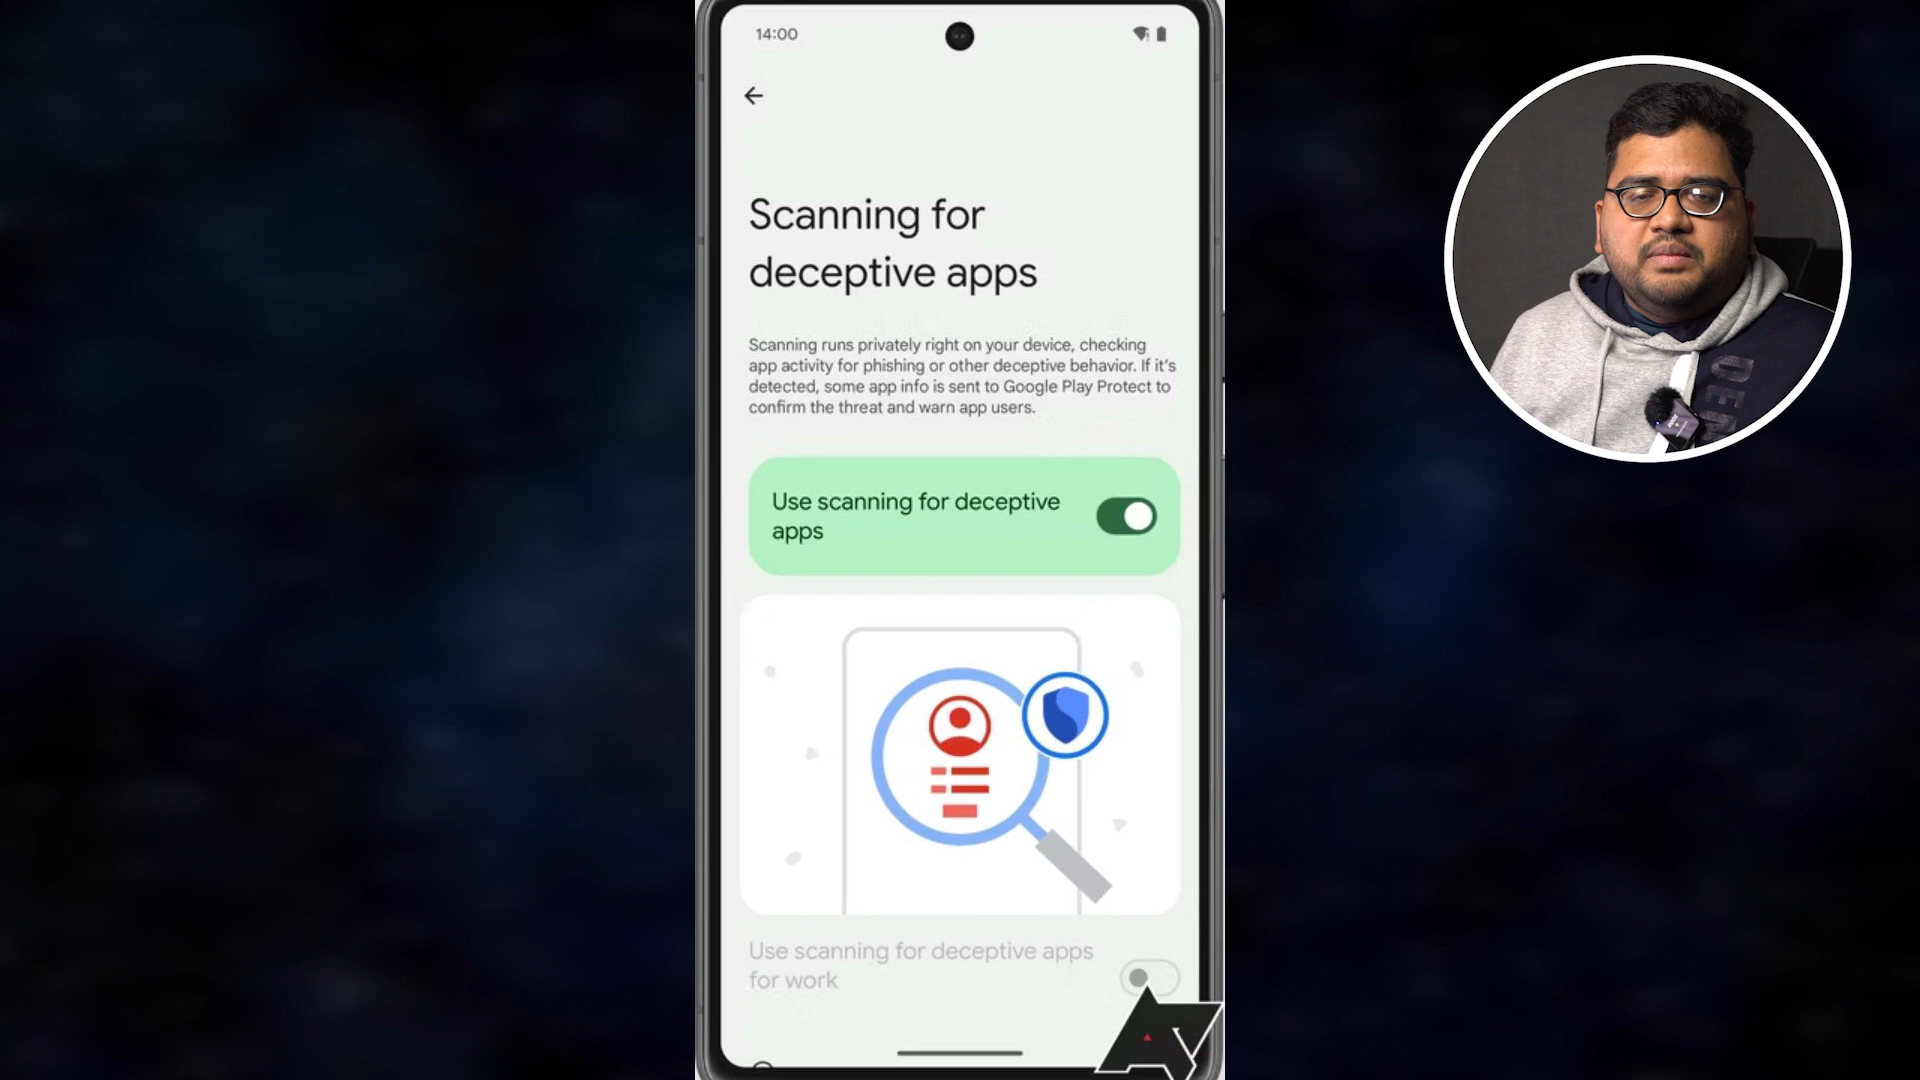 14:00
Scanning for
deceptive apps
Scanning runs privately right on your device, checking
app activity for phishing or other deceptive behavior. If it's
detected, some app info is sent to Google Play Protect to
confirm the threat and warn app users.
Use scanning for deceptive
apps
Use scanning for deceptive apps
for work